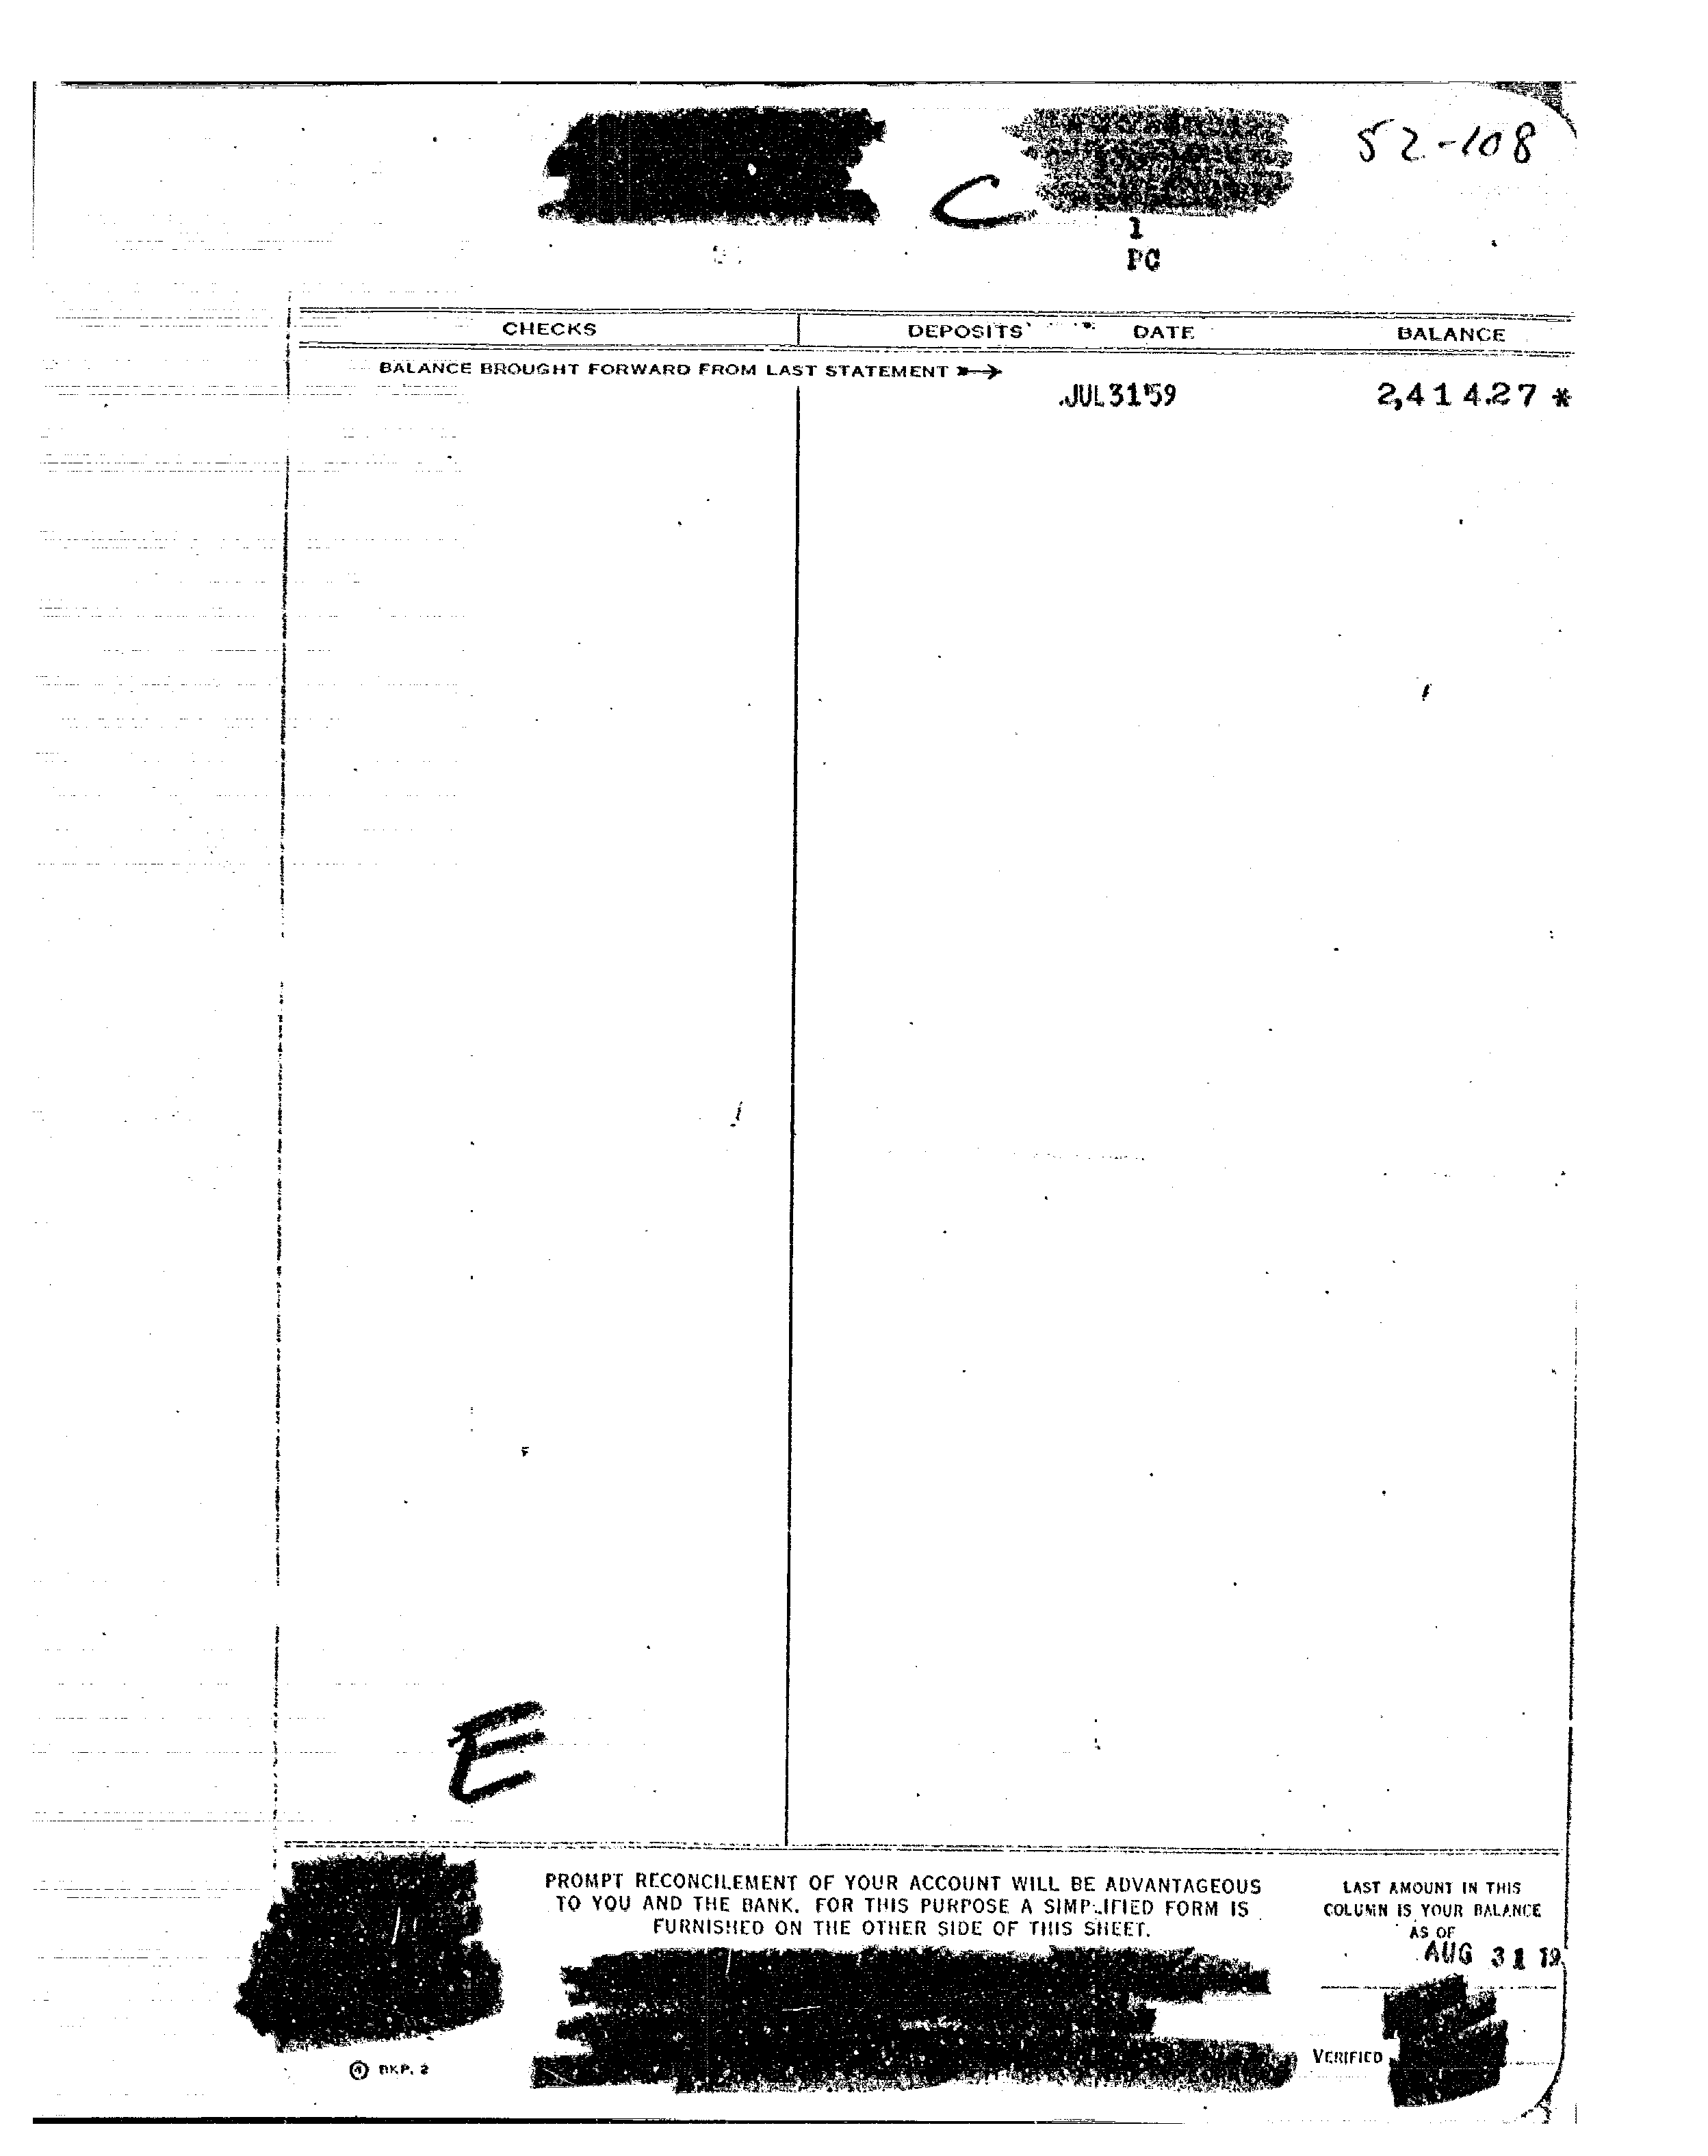 52-108
C
1
PC
CHECKS DEPOSITS DATE BALANCE
BALANCE BROUGHT FORWARD FROM LAST STATEMENT
JUL 31'59 2,414.27 *
E
PROMPT RECONCILEMENT OF YOUR ACCOUNT WILL BE ADVANTAGEOUS
TO YOU AND THE BANK. FOR THIS PURPOSE A SIMPLIFIED FORM IS
FURNISHED ON THE OTHER SIDE OF THIS SHEET.
LAST AMOUNT IN THIS
COLUMN IS YOUR BALANCE
AS OF
AUG 31 19
VERIFIED
BKP. 2